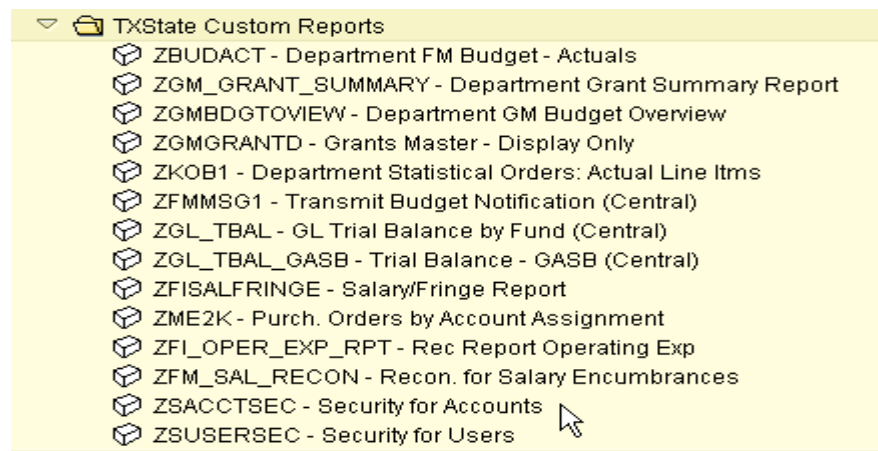 TXState Custom Reports
ZBUDACT - Department FM Budget - Actuals
ZGM_GRANT_SUMMARY - Department Grant Summary Report
ZGMBDGTOVIEW - Department GM Budget Overview
ZGMGRANTD - Grants Master - Display Only
ZKOB1 - Department Statistical Orders: Actual Line Itms
ZFMMSG1 - Transmit Budget Notification (Central)
ZGL_TBAL - GL Trial Balance by Fund (Central)
ZGL_TBAL_GASB - Trial Balance - GASB (Central)
ZFISALFRINGE - Salary/Fringe Report
ZME2K - Purch. Orders by Account Assignment
ZFI_OPER_EXP_RPT - Rec Report Operating Exp
ZFM_SAL_RECON - Recon. for Salary Encumbrances
ZSACCTSEC - Security for Accounts
ZSUSERSEC - Security for Users